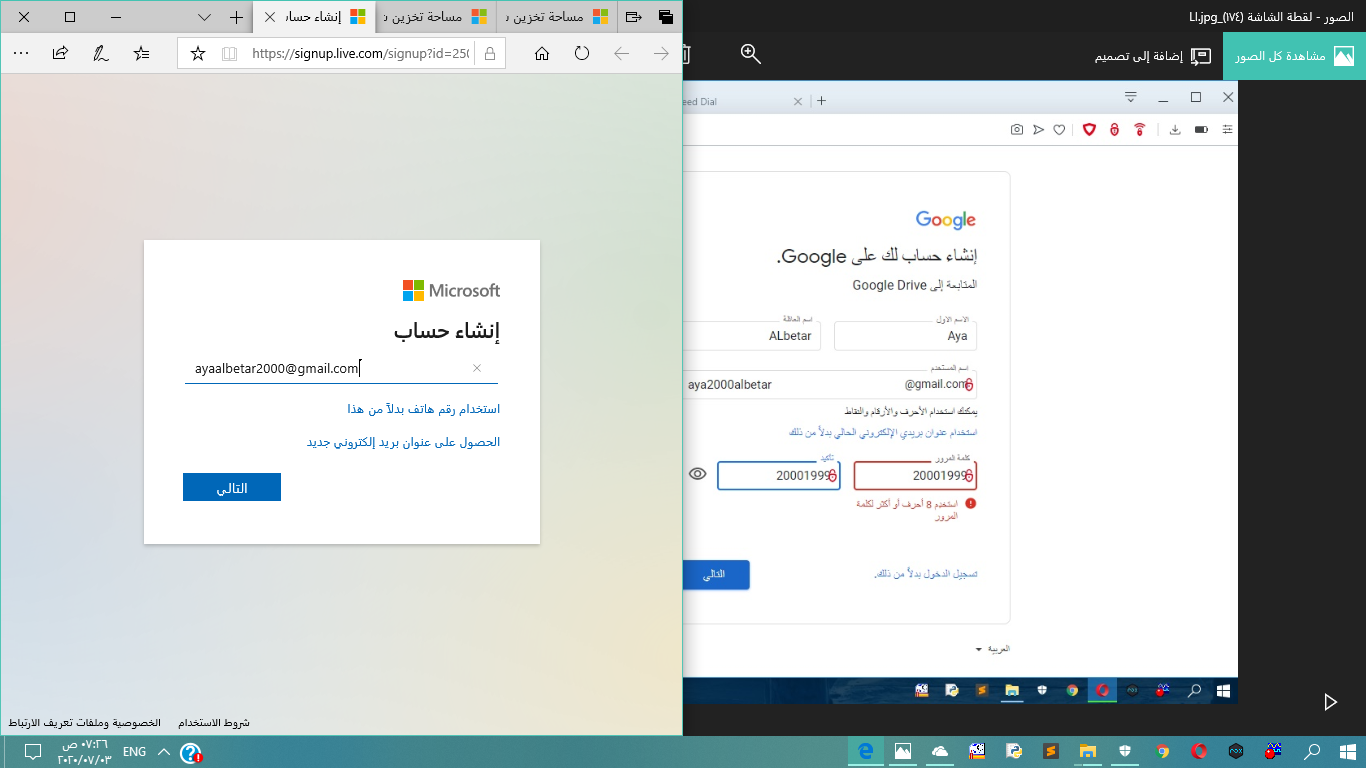 الصور - لقطة الشاشة (١٧٤)_LI.jpg
مشاهدة كل الصور
إضافة إلى تصميم
إنشاء حساب
مساحة تخزين
مساحة تخزين
https://signup.live.com/signup?id=250
Microsoft
إنشاء حساب
ayaalbetar2000@gmail.com
استخدام رقم هاتف بدلاً من هذا
الحصول على عنوان بريد إلكتروني جديد
التالي
شروط الاستخدام
الخصوصية وملفات تعريف الارتباط
eed Dial
Google
إنشاء حساب لك على Google.
المتابعة إلى Google Drive
الاسم الأول
Aya
اسم العائلة
ALbetar
اسم المستخدم
aya2000albetar
@gmail.com
يمكنك استخدام الأحرف والأرقام والنقاط
استخدام عنوان بريدي الإلكتروني الحالي بدلاً من ذلك
كلمة المرور
20001999
تأكيد
20001999
استخدِم 8 أحرف أو أكثر لكلمة
المرور
تسجيل الدخول بدلاً من ذلك.
التالي
العربية
ENG
٠٧:٢٦ ص
٢٠٢٠/٠٧/٠٣